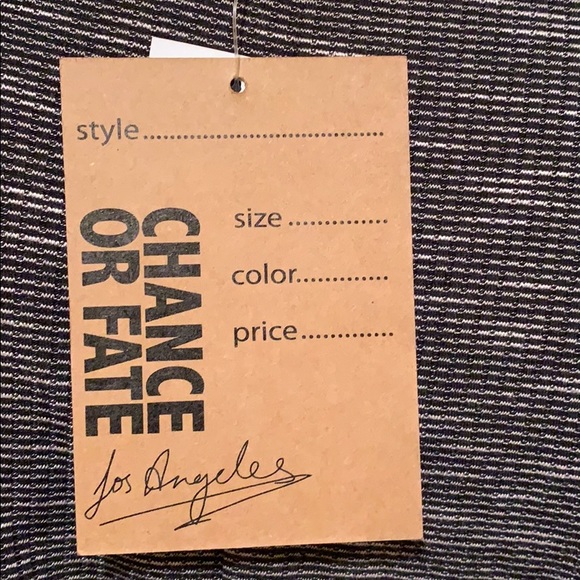 style....................................
size ...............
color..............
price..............
CHANCE
OR FATE
Los Angeles